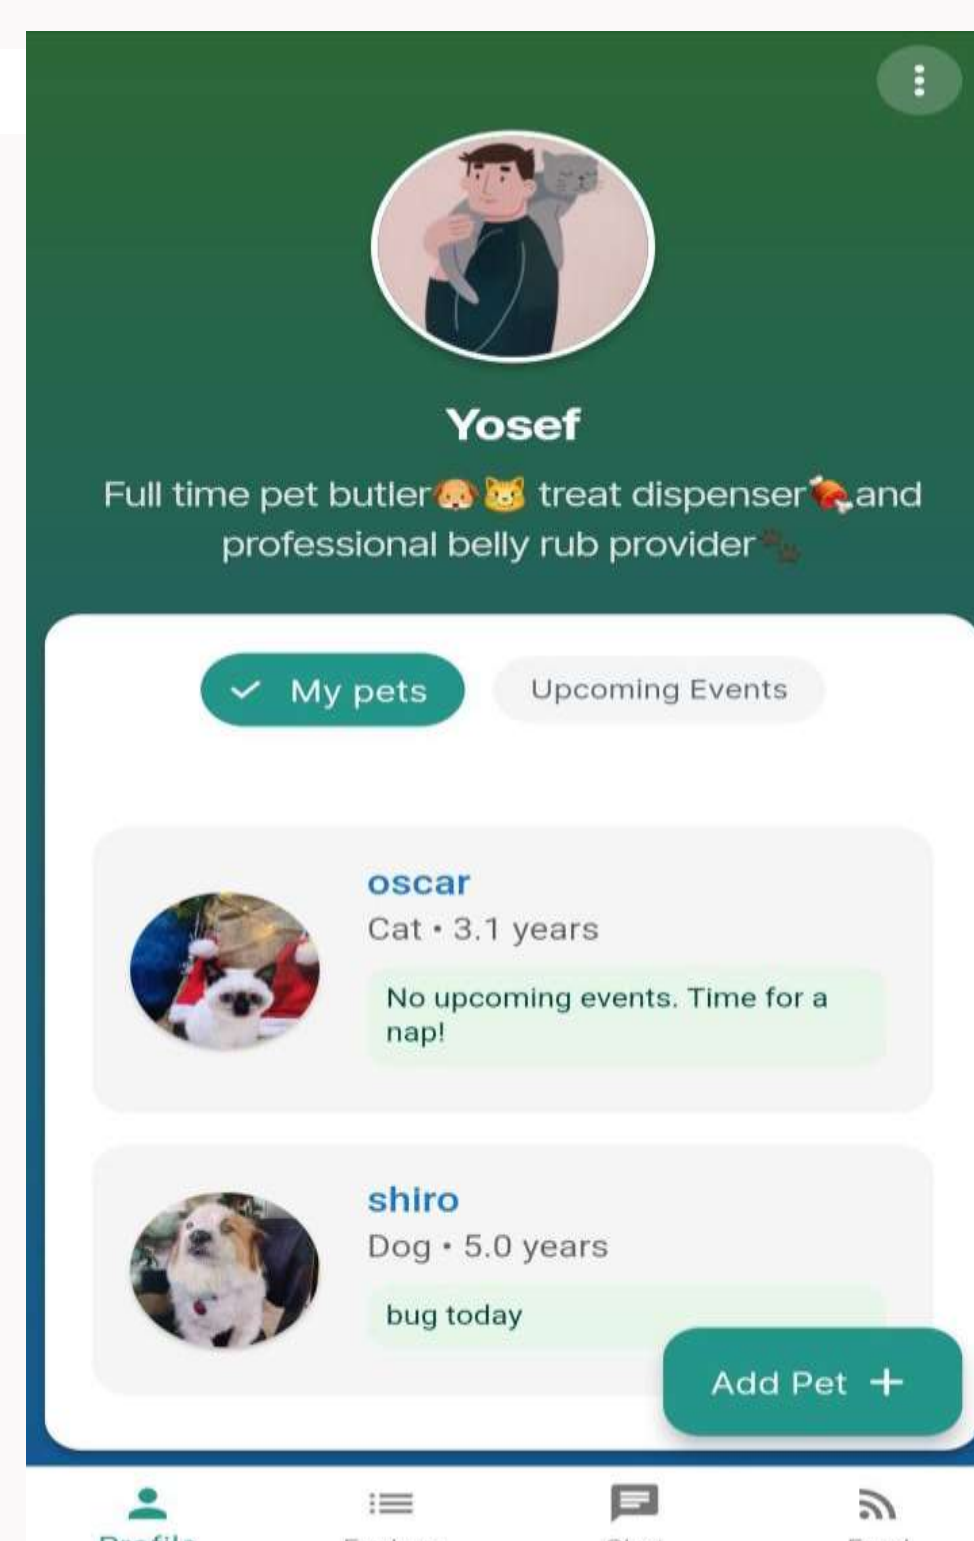 Yosef
Full time pet butler🐶🐱 treat dispenser🍖and
professional belly rub provider🐾
My pets
Upcoming Events
oscar
Cat • 3.1 years
No upcoming events. Time for a
nap!
shiro
Dog • 5.0 years
bug today
Add Pet +
Profile